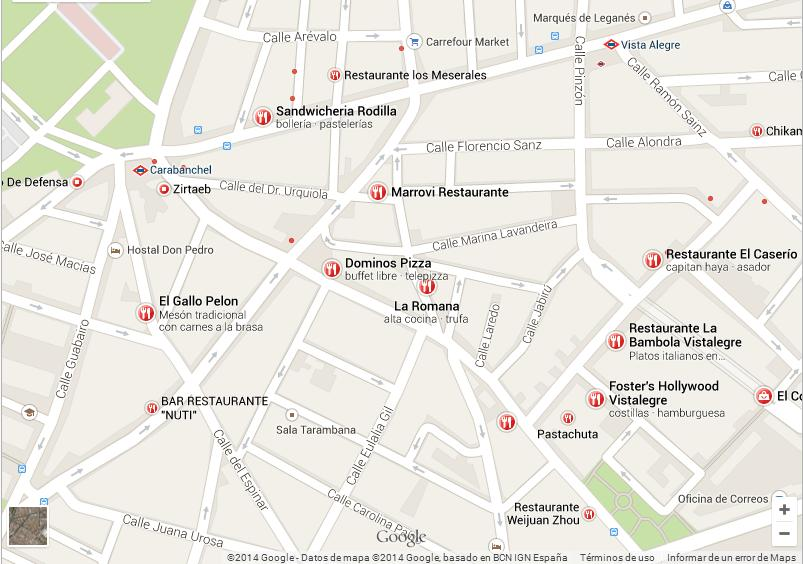 Marqués de Leganés
Calle Arévalo
Carrefour Market
Vista Alegre
Calle Pinzón
Restaurante los Meserales
Calle Ramón Sainz
Calle
Sandwicheria Rodilla
bollería · pastelerías
Chikan
Calle Florencio Sanz
Calle Alondra
Carabanchel
o De Defensa
Zirtaeb
Calle del Dr. Urquiola
Marrovi Restaurante
Calle Marina Lavandeira
Calle José Macías
Hostal Don Pedro
Restaurante El Caserío
capitan haya · asador
Dominos Pizza
buffet libre · telepizza
La Romana
alta cocina · trufa
El Gallo Pelon
Mesón tradicional
con carnes a la brasa
Calle Laredo
Calle Jabirú
Restaurante La
Bambola Vistalegre
Platos italianos en...
Calle Guabairo
Foster's Hollywood
Vistalegre
costillas · hamburguesa
El Co
BAR RESTAURANTE
"NUTI"
Sala Tarambana
Calle Eulalia Gil
Pastachuta
Calle del Espinar
Calle Carolina Pa
Oficina de Correos
Restaurante
Weijuan Zhou
Calle Juana Urosa
Google
+
−
©2014 Google - Datos de mapa ©2014 Google, basado en BCN IGN España Términos de uso Informar de un error de Maps